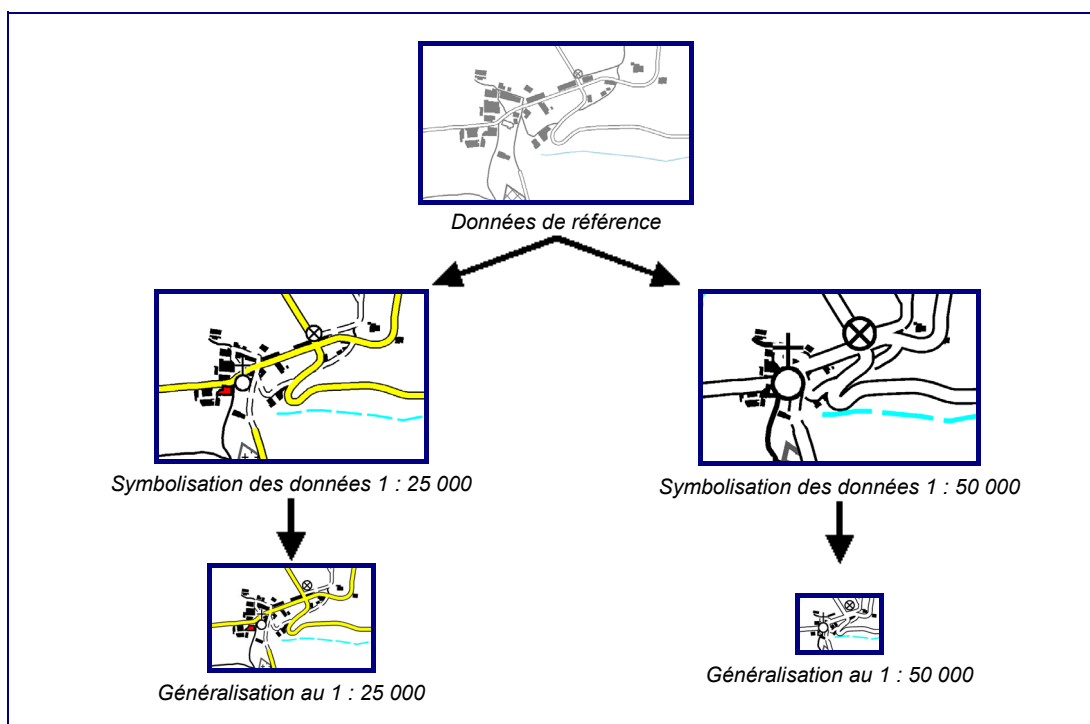 Données de référence
Symbolisation des données 1 : 25 000
Symbolisation des données 1 : 50 000
Généralisation au 1 : 25 000
Généralisation au 1 : 50 000